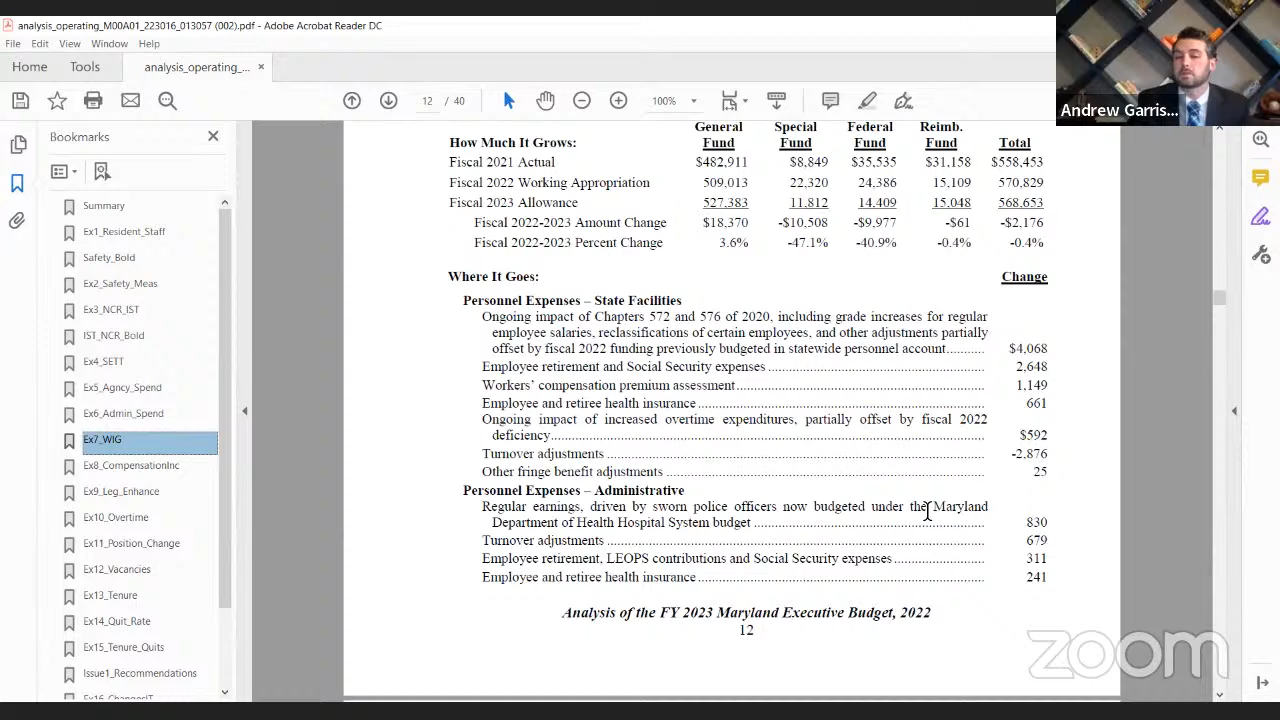 analysis_operating_M00A01_223016_013057 (002).pdf - Adobe Acrobat Reader DC
File Edit View Window Help
Home Tools analysis_operating_... ×
12 / 40 100%
Andrew Garris...
Bookmarks
Summary
Ex1_Resident_Staff
Safety_Bold
Ex2_Safety_Meas
Ex3_NCR_IST
IST_NCR_Bold
Ex4_SETT
Ex5_Agncy_Spend
Ex6_Admin_Spend
Ex7_WIG
Ex8_CompensationInc
Ex9_Leg_Enhance
Ex10_Overtime
Ex11_Position_Change
Ex12_Vacancies
Ex13_Tenure
Ex14_Quit_Rate
Ex15_Tenure_Quits
Issue1_Recommendations
Ex16_ChangesIT
General Special Federal Reimb.
How Much It Grows: Fund Fund Fund Fund Total
Fiscal 2021 Actual $482,911 $8,849 $35,535 $31,158 $558,453
Fiscal 2022 Working Appropriation 509,013 22,320 24,386 15,109 570,829
Fiscal 2023 Allowance 527,383 11,812 14,409 15,048 568,653
Fiscal 2022-2023 Amount Change $18,370 -$10,508 -$9,977 -$61 -$2,176
Fiscal 2022-2023 Percent Change 3.6% -47.1% -40.9% -0.4% -0.4%
Where It Goes: Change
Personnel Expenses – State Facilities
Ongoing impact of Chapters 572 and 576 of 2020, including grade increases for regular
employee salaries, reclassifications of certain employees, and other adjustments partially
offset by fiscal 2022 funding previously budgeted in statewide personnel account........... $4,068
Employee retirement and Social Security expenses ........................................................... 2,648
Workers’ compensation premium assessment.................................................................... 1,149
Employee and retiree health insurance............................................................................... 661
Ongoing impact of increased overtime expenditures, partially offset by fiscal 2022
deficiency........................................................................................................................ $592
Turnover adjustments ......................................................................................................... -2,876
Other fringe benefit adjustments ........................................................................................ 25
Personnel Expenses – Administrative
Regular earnings, driven by sworn police officers now budgeted under the Maryland
Department of Health Hospital System budget ............................................................... 830
Turnover adjustments ......................................................................................................... 679
Employee retirement, LEOPS contributions and Social Security expenses......................... 311
Employee and retiree health insurance............................................................................... 241
Analysis of the FY 2023 Maryland Executive Budget, 2022
12
zoom